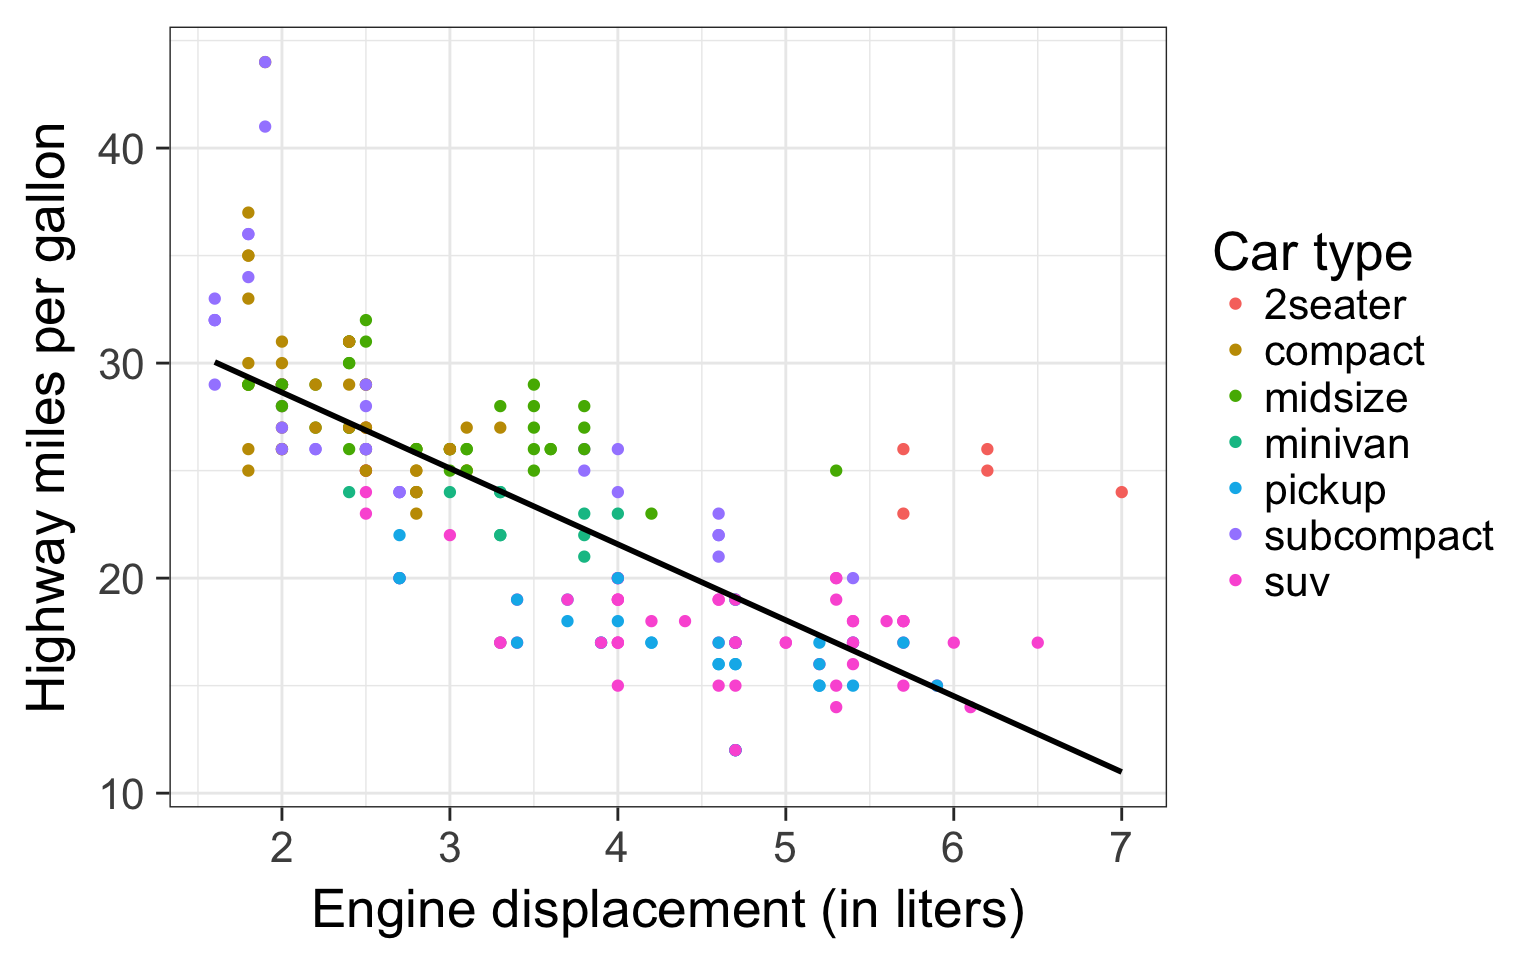 Highway miles per gallon
40
30
20
10
2 3 4 5 6 7
Engine displacement (in liters)
Car type
2seater
compact
midsize
minivan
pickup
subcompact
suv